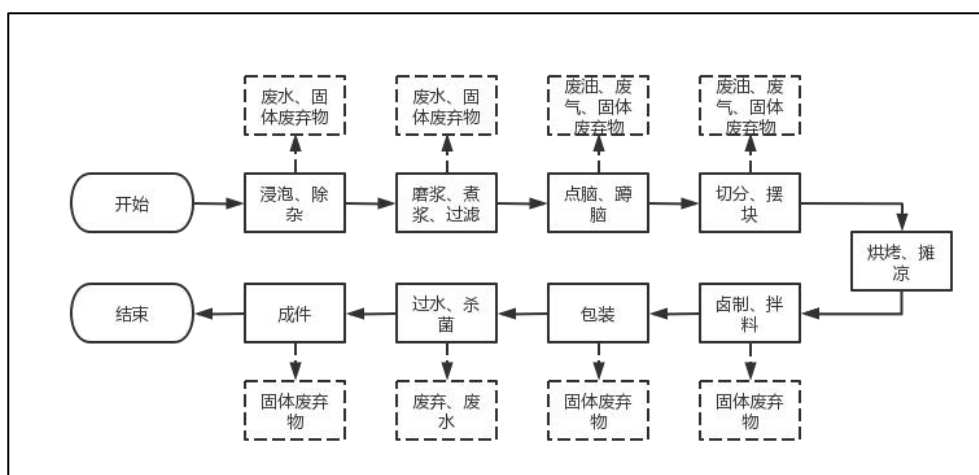 废水、固
体废弃物
废水、固
体废弃物
废油、废
气、固体
废弃物
废油、废
气、固体
废弃物
开始
浸泡、除
杂
磨浆、煮
浆、过滤
点脑、蹲
脑
切分、摆
块
烘烤、摊
凉
结束
成件
过水、杀
菌
包装
卤制、拌
料
固体废弃
物
废弃、废
水
固体废弃
物
固体废弃
物